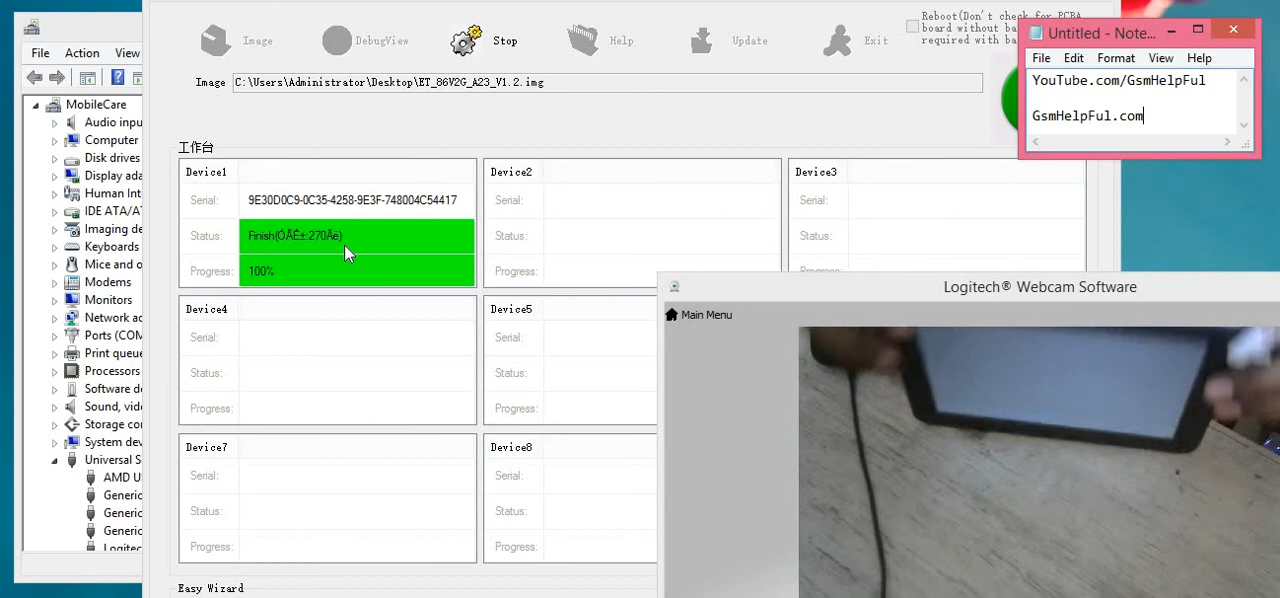 File Action View
MobileCare
Audio inpu
Computer
Disk drives
Display ada
Human Int
IDE ATA/AT
Imaging de
Keyboards
Mice and o
Modems
Monitors
Network ac
Ports (COM
Print queue
Processors
Software de
Sound, vide
Storage cor
System dev
Universal S
AMD US
Generic
Generic
Generic
Logitec
Image DebugView Stop Help Update Exit
Reboot(Don't check for PCBA
board without ba
required with ba
Image C:\Users\Administrator\Desktop\ET_86V2G_A23_V1.2.img
工作台
Device1
Serial: 9E30D0C9-0C35-4258-9E3F-748004C54417
Status: Finish(ÓÃÊ±:270Ãë)
Progress: 100%
Device2
Serial:
Status:
Progress:
Device3
Serial:
Status:
Progress:
Device4
Serial:
Status:
Progress:
Device5
Serial:
Status:
Progress:
Device7
Serial:
Status:
Progress:
Device8
Serial:
Status:
Progress:
Easy Wizard
Untitled - Note...
File Edit Format View Help
YouTube.com/GsmHelpFul
GsmHelpFul.com
Logitech® Webcam Software
Main Menu